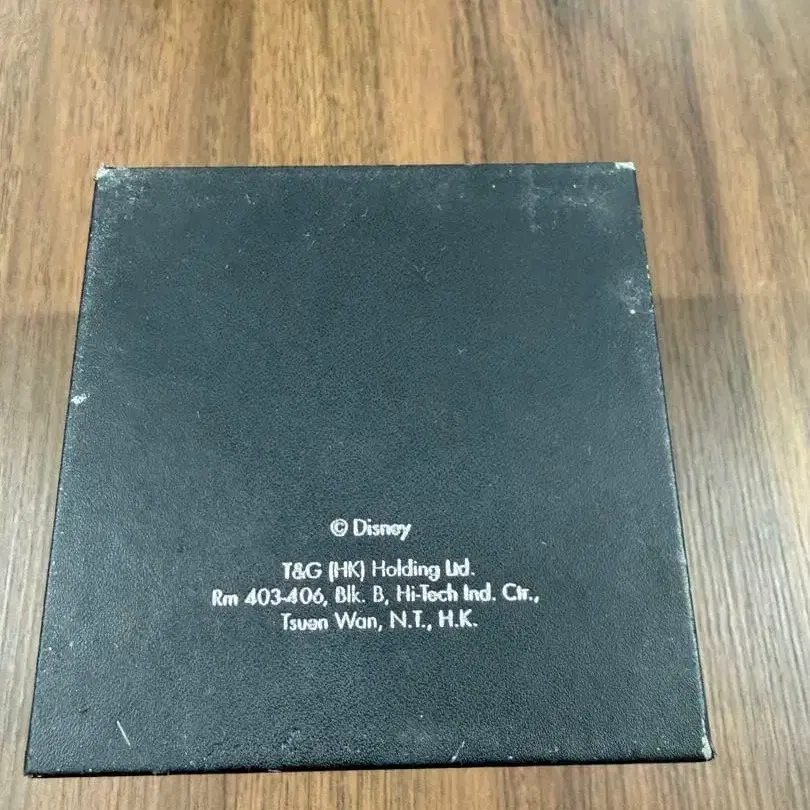 © Disney
T&G (HK) Holding Ltd.
Rm 403-406, Blk. B, Hi-Tech Ind. Ctr.,
Tsuen Wan, N.T., H.K.